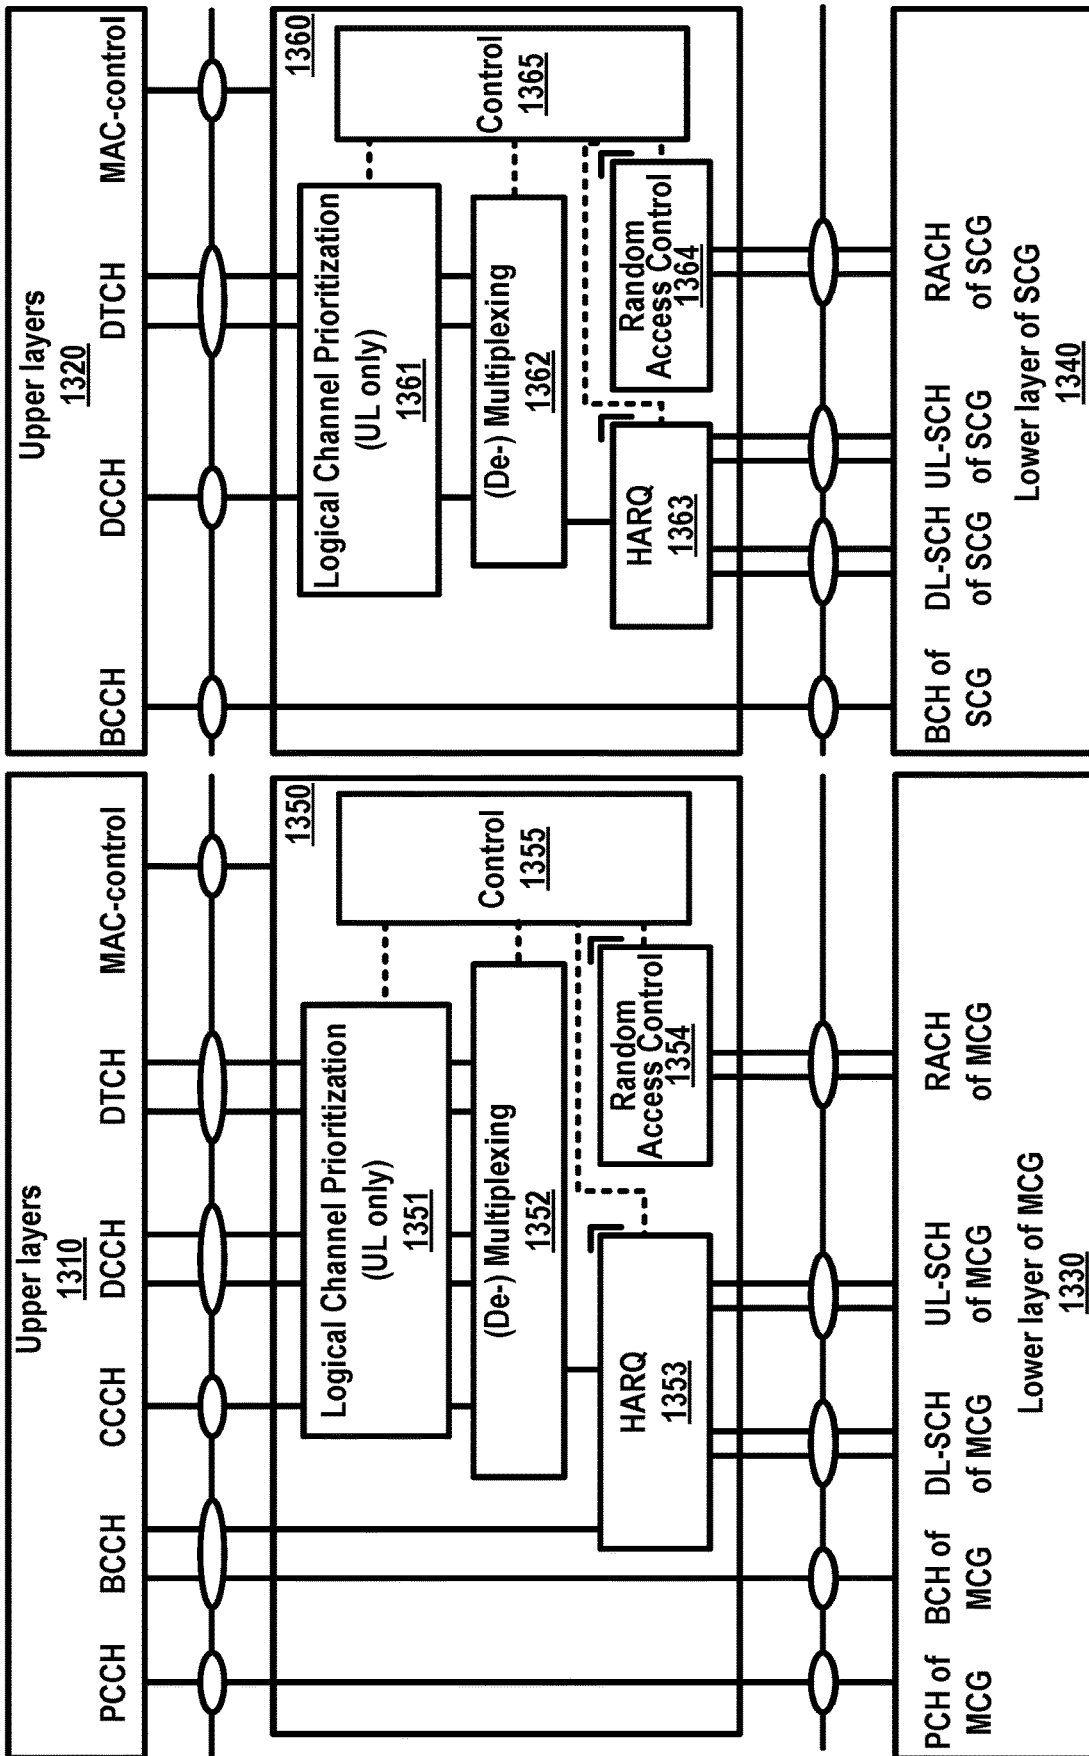 Upper layers
1310
PCCH BCCH CCCH DCCH DTCH MAC-control
1350
Logical Channel Prioritization
(UL only)
1351
Control
1355
(De-) Multiplexing
1352
HARQ
1353
Random
Access Control
1354
PCH of
MCG
BCH of
MCG
DL-SCH
of MCG
UL-SCH
of MCG
RACH
of MCG
Lower layer of MCG
1330
Upper layers
1320
BCCH DCCH DTCH MAC-control
1360
Logical Channel Prioritization
(UL only)
1361
Control
1365
(De-) Multiplexing
1362
HARQ
1363
Random
Access Control
1364
BCH of
SCG
DL-SCH
of SCG
UL-SCH
of SCG
RACH
of SCG
Lower layer of SCG
1340